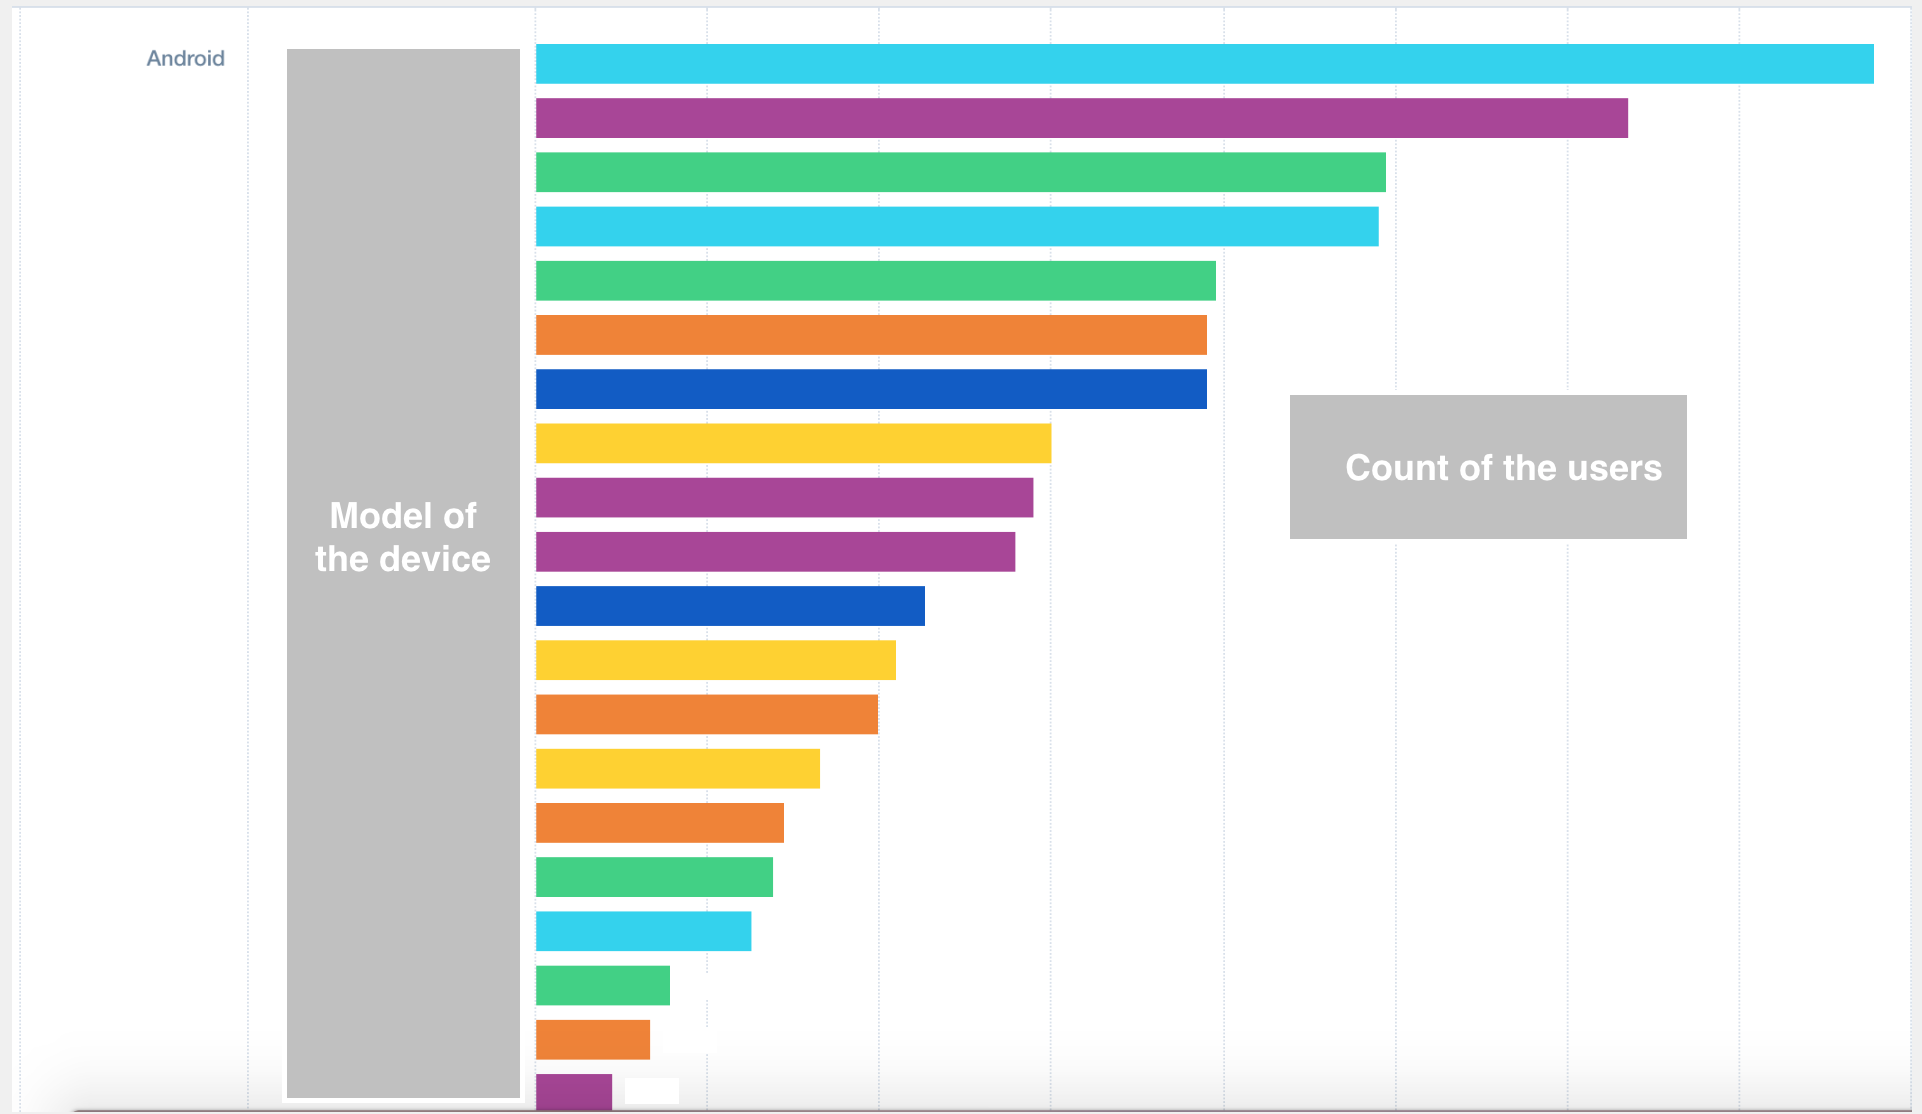 Android
Model of
the device
Count of the users